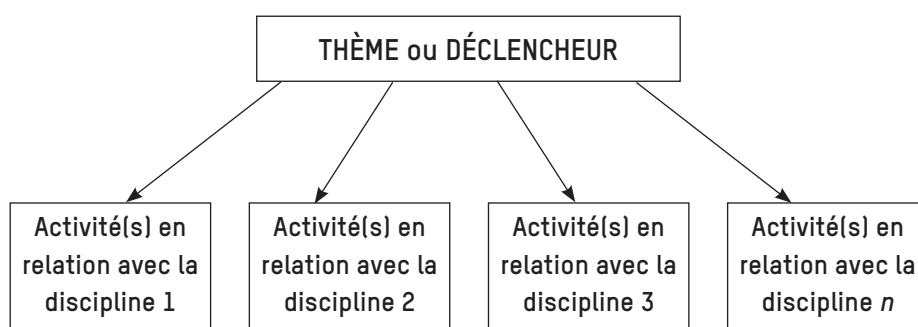 THÈME ou DÉCLENCHEUR
Activité(s) en
relation avec la
discipline 1
Activité(s) en
relation avec la
discipline 2
Activité(s) en
relation avec la
discipline 3
Activité(s) en
relation avec la
discipline n